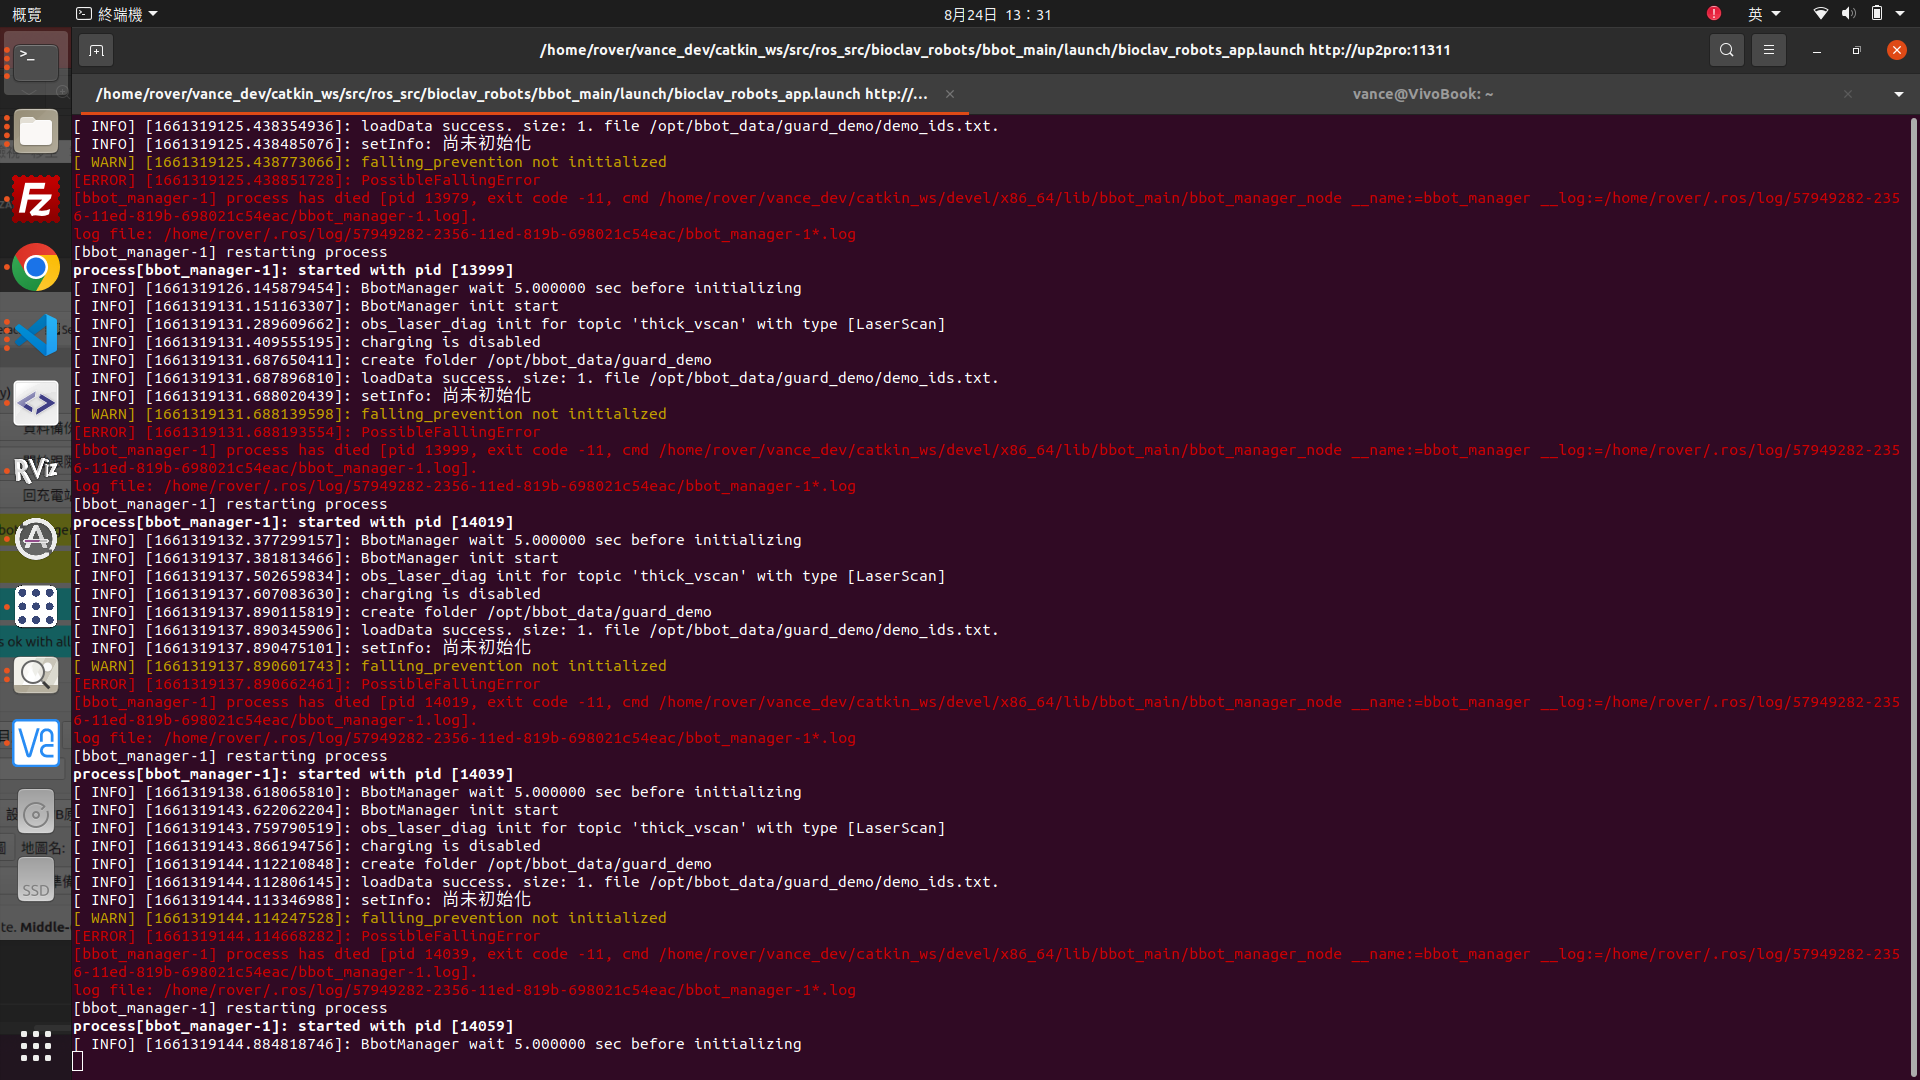 概覽
終端機
8月24日 13：31
英
/home/rover/vance_dev/catkin_ws/src/ros_src/bioclav_robots/bbot_main/launch/bioclav_robots_app.launch http://up2pro:11311
/home/rover/vance_dev/catkin_ws/src/ros_src/bioclav_robots/bbot_main/launch/bioclav_robots_app.launch http://...
vance@VivoBook: ~
[ INFO] [1661319125.438354936]: loadData success. size: 1. file /opt/bbot_data/guard_demo/demo_ids.txt.
[ INFO] [1661319125.438485076]: setInfo: 尚未初始化
[ WARN] [1661319125.438773066]: falling_prevention not initialized
[ERROR] [1661319125.438851728]: PossibleFallingError
[bbot_manager-1] process has died [pid 13979, exit code -11, cmd /home/rover/vance_dev/catkin_ws/devel/x86_64/lib/bbot_main/bbot_manager_node __name:=bbot_manager __log:=/home/rover/.ros/log/57949282-235
6-11ed-819b-698021c54eac/bbot_manager-1.log].
log file: /home/rover/.ros/log/57949282-2356-11ed-819b-698021c54eac/bbot_manager-1*.log
[bbot_manager-1] restarting process
process[bbot_manager-1]: started with pid [13999]
[ INFO] [1661319126.145879454]: BbotManager wait 5.000000 sec before initializing
[ INFO] [1661319131.151163307]: BbotManager init start
[ INFO] [1661319131.289609662]: obs_laser_diag init for topic 'thick_vscan' with type [LaserScan]
[ INFO] [1661319131.409555195]: charging is disabled
[ INFO] [1661319131.687650411]: create folder /opt/bbot_data/guard_demo
[ INFO] [1661319131.687896810]: loadData success. size: 1. file /opt/bbot_data/guard_demo/demo_ids.txt.
[ INFO] [1661319131.688020439]: setInfo: 尚未初始化
[ WARN] [1661319131.688139598]: falling_prevention not initialized
[ERROR] [1661319131.688193554]: PossibleFallingError
[bbot_manager-1] process has died [pid 13999, exit code -11, cmd /home/rover/vance_dev/catkin_ws/devel/x86_64/lib/bbot_main/bbot_manager_node __name:=bbot_manager __log:=/home/rover/.ros/log/57949282-235
6-11ed-819b-698021c54eac/bbot_manager-1.log].
log file: /home/rover/.ros/log/57949282-2356-11ed-819b-698021c54eac/bbot_manager-1*.log
[bbot_manager-1] restarting process
process[bbot_manager-1]: started with pid [14019]
[ INFO] [1661319132.377299157]: BbotManager wait 5.000000 sec before initializing
[ INFO] [1661319137.381813466]: BbotManager init start
[ INFO] [1661319137.502659834]: obs_laser_diag init for topic 'thick_vscan' with type [LaserScan]
[ INFO] [1661319137.607083630]: charging is disabled
[ INFO] [1661319137.890115819]: create folder /opt/bbot_data/guard_demo
[ INFO] [1661319137.890345906]: loadData success. size: 1. file /opt/bbot_data/guard_demo/demo_ids.txt.
[ INFO] [1661319137.890475101]: setInfo: 尚未初始化
[ WARN] [1661319137.890601743]: falling_prevention not initialized
[ERROR] [1661319137.890662461]: PossibleFallingError
[bbot_manager-1] process has died [pid 14019, exit code -11, cmd /home/rover/vance_dev/catkin_ws/devel/x86_64/lib/bbot_main/bbot_manager_node __name:=bbot_manager __log:=/home/rover/.ros/log/57949282-235
6-11ed-819b-698021c54eac/bbot_manager-1.log].
log file: /home/rover/.ros/log/57949282-2356-11ed-819b-698021c54eac/bbot_manager-1*.log
[bbot_manager-1] restarting process
process[bbot_manager-1]: started with pid [14039]
[ INFO] [1661319138.618065810]: BbotManager wait 5.000000 sec before initializing
[ INFO] [1661319143.622062204]: BbotManager init start
[ INFO] [1661319143.759790519]: obs_laser_diag init for topic 'thick_vscan' with type [LaserScan]
[ INFO] [1661319143.866194756]: charging is disabled
[ INFO] [1661319144.112210848]: create folder /opt/bbot_data/guard_demo
[ INFO] [1661319144.112806145]: loadData success. size: 1. file /opt/bbot_data/guard_demo/demo_ids.txt.
[ INFO] [1661319144.113346988]: setInfo: 尚未初始化
[ WARN] [1661319144.114247528]: falling_prevention not initialized
[ERROR] [1661319144.114668282]: PossibleFallingError
[bbot_manager-1] process has died [pid 14039, exit code -11, cmd /home/rover/vance_dev/catkin_ws/devel/x86_64/lib/bbot_main/bbot_manager_node __name:=bbot_manager __log:=/home/rover/.ros/log/57949282-235
6-11ed-819b-698021c54eac/bbot_manager-1.log].
log file: /home/rover/.ros/log/57949282-2356-11ed-819b-698021c54eac/bbot_manager-1*.log
[bbot_manager-1] restarting process
process[bbot_manager-1]: started with pid [14059]
[ INFO] [1661319144.884818746]: BbotManager wait 5.000000 sec before initializing
>_
Fz
RViz
回充電
s ok with all
VNC
地圖名:
SSD
te. Middle-